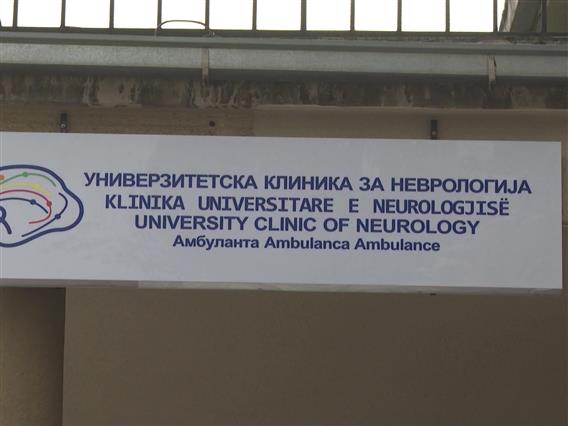 УНИВЕРЗИТЕТСКА КЛИНИКА ЗА НЕВРОЛОГИЈА
KLINIKA UNIVERSITARE E NEUROLOGJISË
UNIVERSITY CLINIC OF NEUROLOGY
Амбуланта Ambulanca Ambulance